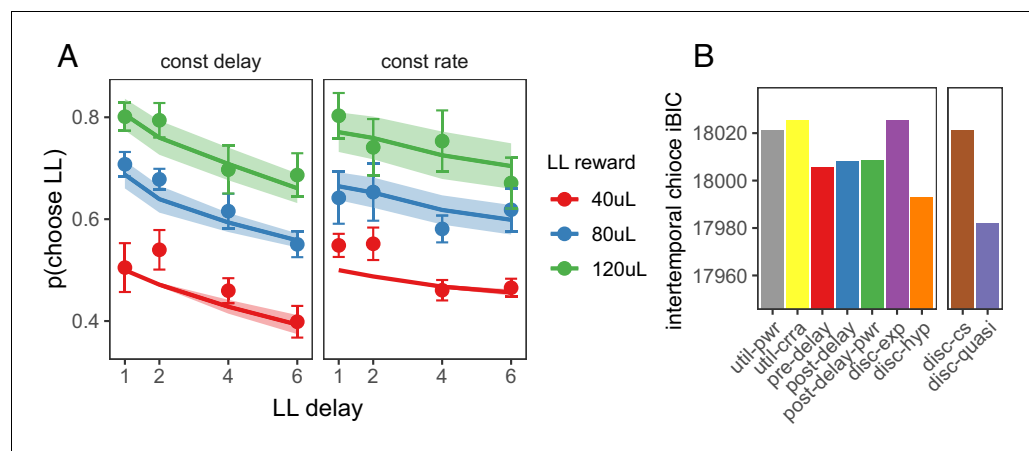 A
const delay
const rate
p(choose LL)
0.8
0.6
0.4
1 2 4 6
1 2 4 6
LL delay
LL reward
40uL
80uL
120uL
B
intertemporal chioce iBIC
18020
18000
17980
17960
util-pwr
util-crra
pre-delay
post-delay
post-delay-pwr
disc-exp
disc-hyp
disc-cs
disc-quasi